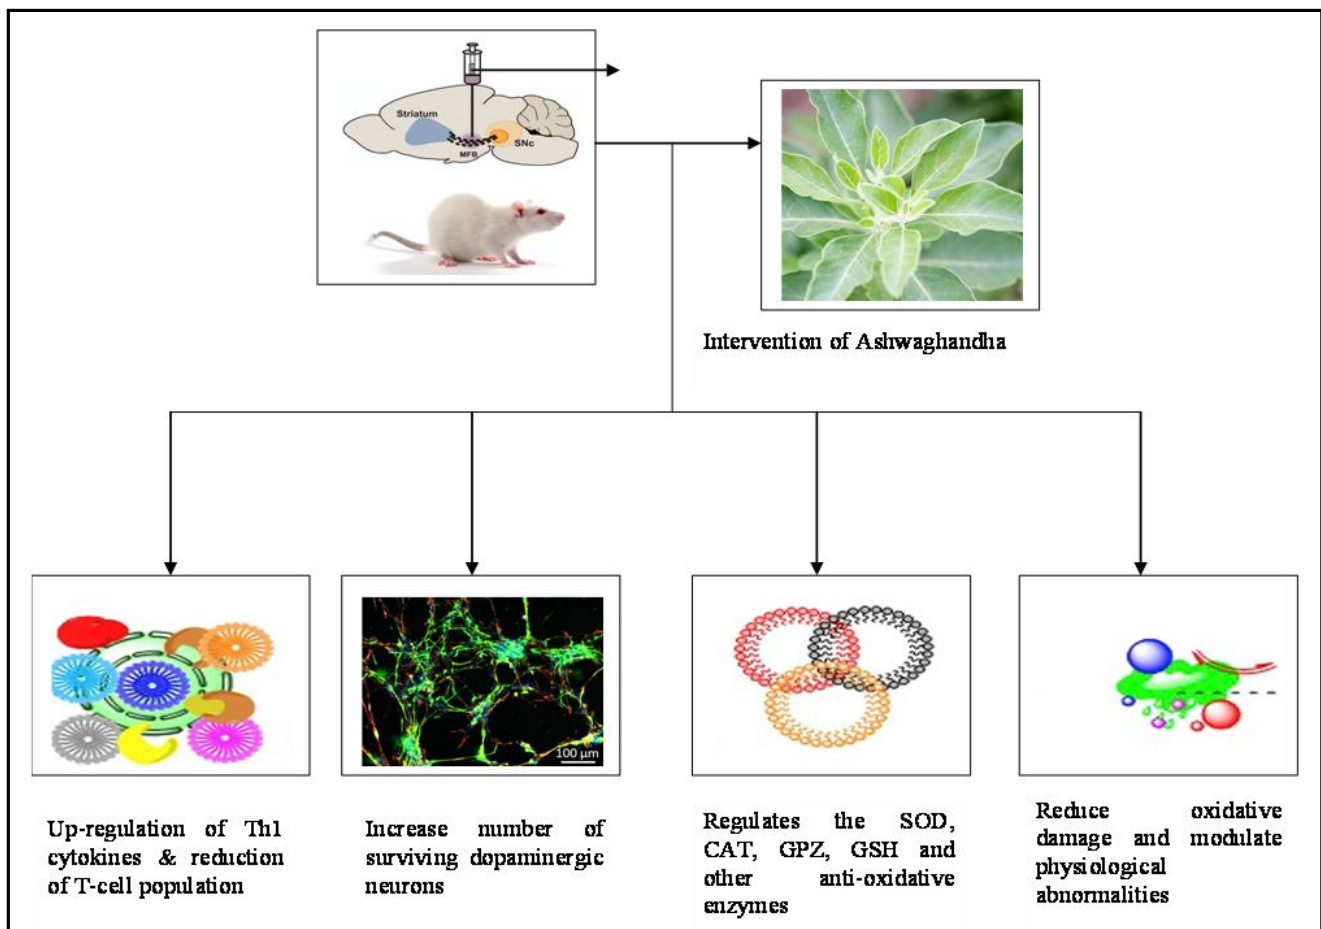 Striatum
SNc
MFB
Intervention of Ashwaghandha
100 µm
Up-regulation of Th1
cytokines & reduction
of T-cell population
Increase number of
surviving dopaminergic
neurons
Regulates the SOD,
CAT, GPZ, GSH and
other anti-oxidative
enzymes
Reduce oxidative
damage and modulate
physiological
abnormalities